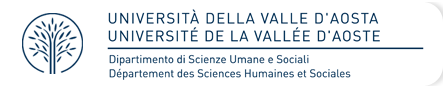 UNIVERSITÀ DELLA VALLE D'AOSTA
UNIVERSITÉ DE LA VALLÉE D'AOSTE
Dipartimento di Scienze Umane e Sociali
Département des Sciences Humaines et Sociales